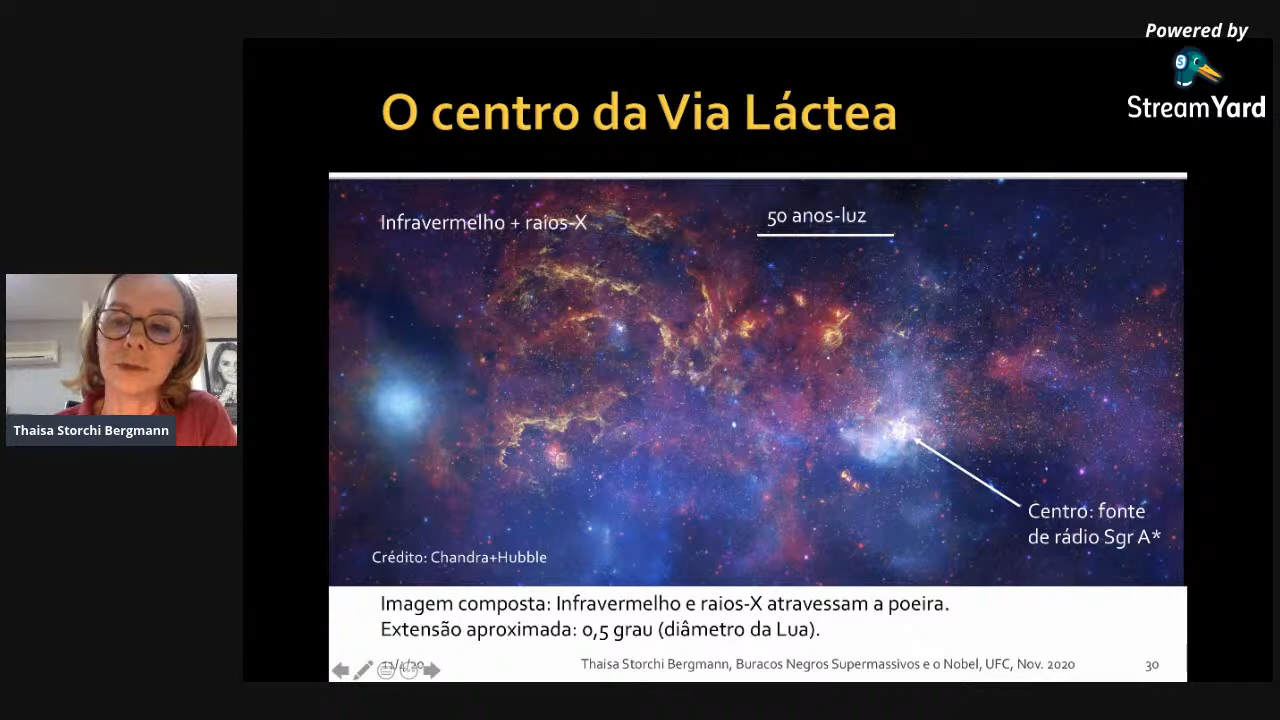 Powered by
StreamYard
O centro da Via Láctea
Infravermelho + raios-X
50 anos-luz
Centro: fonte
de rádio Sgr A*
Crédito: Chandra+Hubble
Imagem composta: Infravermelho e raios-X atravessam a poeira.
Extensão aproximada: 0,5 grau (diâmetro da Lua).
Thaisa Storchi Bergmann, Buracos Negros Supermassivos e o Nobel, UFC, Nov. 2020
30
Thaisa Storchi Bergmann